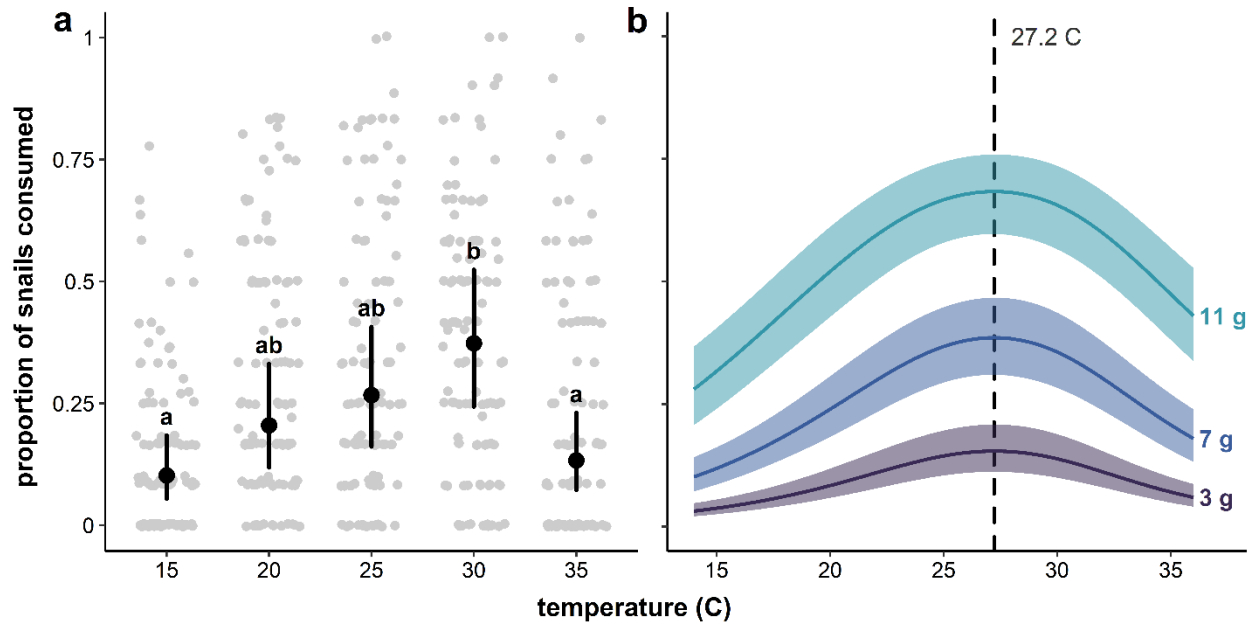 a
b
1
0.75
0.5
0.25
0
proportion of snails consumed
a
ab
ab
b
a
27.2 C
11 g
7 g
3 g
15 20 25 30 35
15 20 25 30 35
temperature (C)